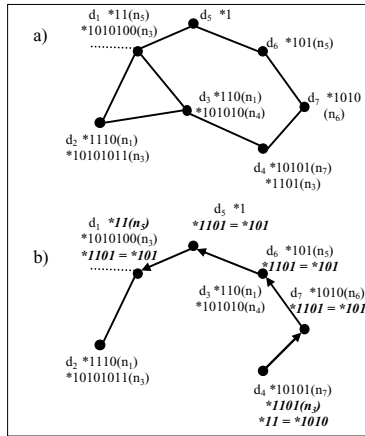 a)
d₁ *11(n₅)
*1010100(n₃)
d₅ *1
d₆ *101(n₅)
d₃ *110(n₁)
*101010(n₄)
d₇ *1010
(n₆)
d₂ *1110(n₁)
*10101011(n₃)
d₄ *10101(n₇)
*1101(n₃)
b)
d₁ *11(n₅)
*1010100(n₃)
*1101 = *101
d₅ *1
*1101 = *101
d₆ *101(n₅)
*1101 = *101
d₃ *110(n₁)
*101010(n₄)
d₇ *1010(n₆)
*1101 = *101
d₂ *1110(n₁)
*10101011(n₃)
d₄ *10101(n₇)
*1101(n₃)
*11 = *1010